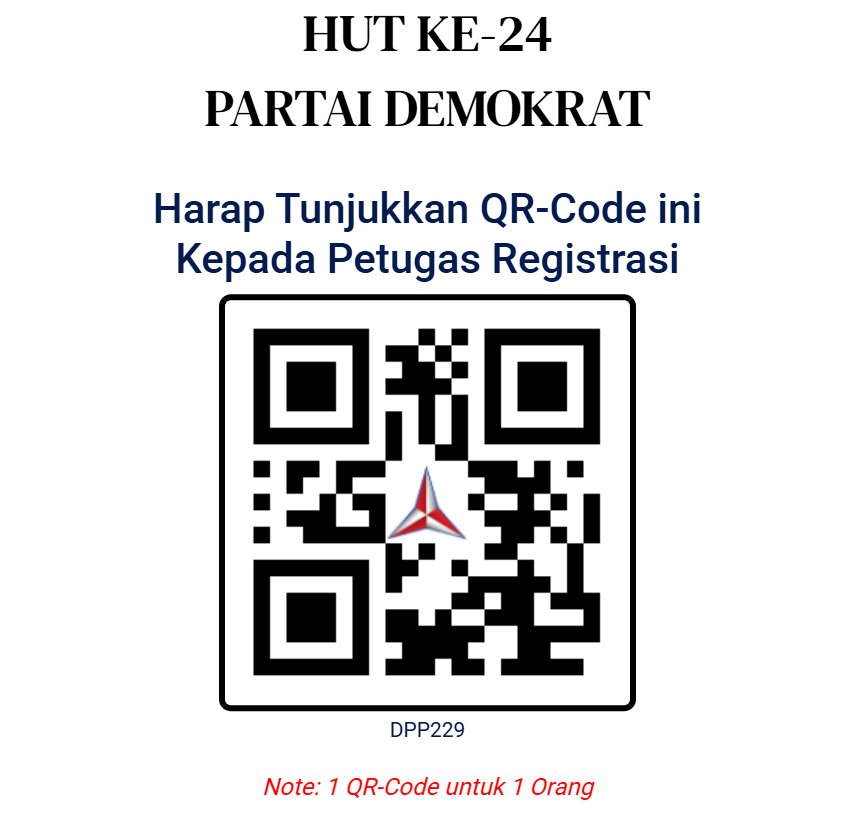 HUT KE-24
PARTAI DEMOKRAT
Harap Tunjukkan QR-Code ini
Kepada Petugas Registrasi
DPP229
Note: 1 QR-Code untuk 1 Orang